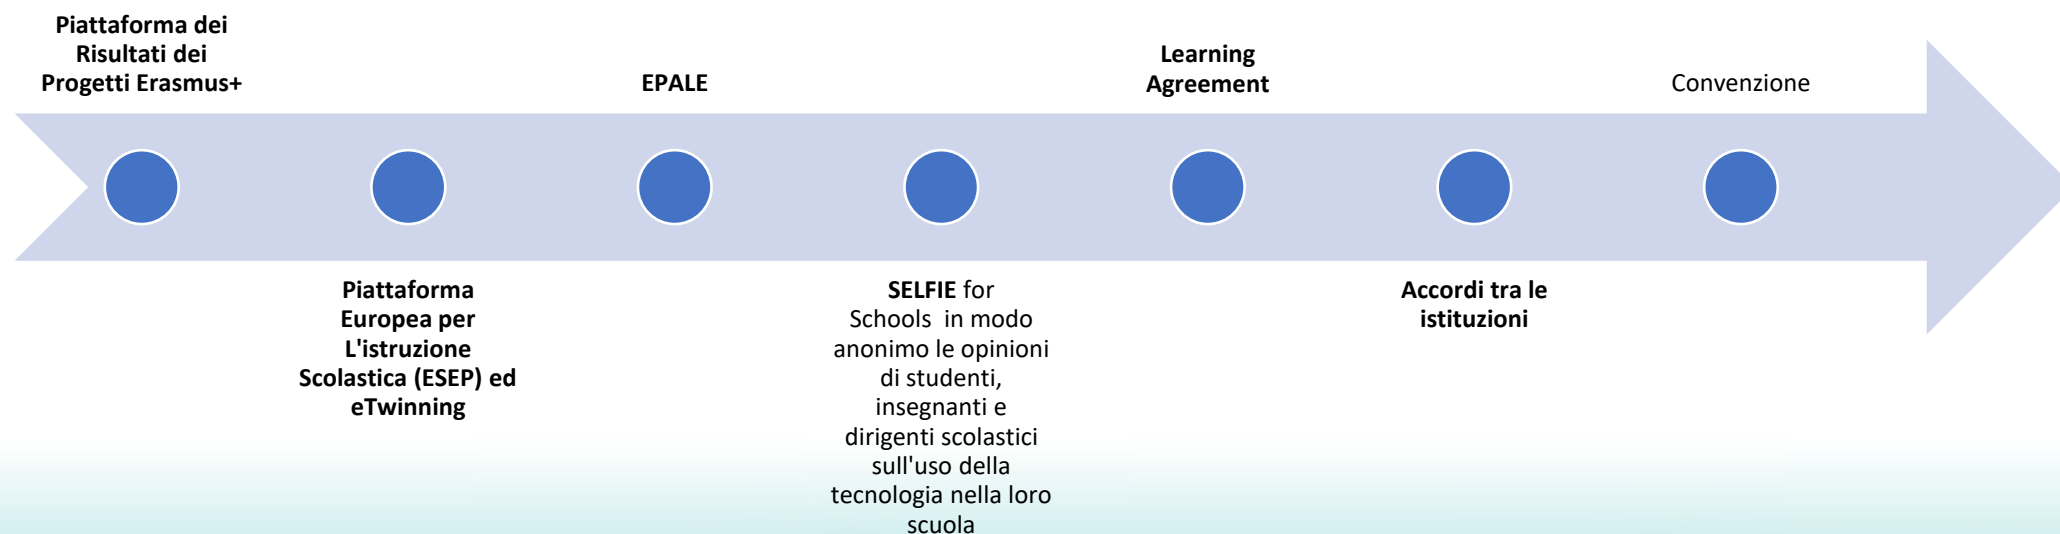 Piattaforma dei
Risultati dei
Progetti Erasmus+
Piattaforma
Europea per
L'istruzione
Scolastica (ESEP) ed
eTwinning
EPALE
SELFIE for
Schools  in modo
anonimo le opinioni
di studenti,
insegnanti e
dirigenti scolastici
sull'uso della
tecnologia nella loro
scuola
Learning
Agreement
Accordi tra le
istituzioni
Convenzione